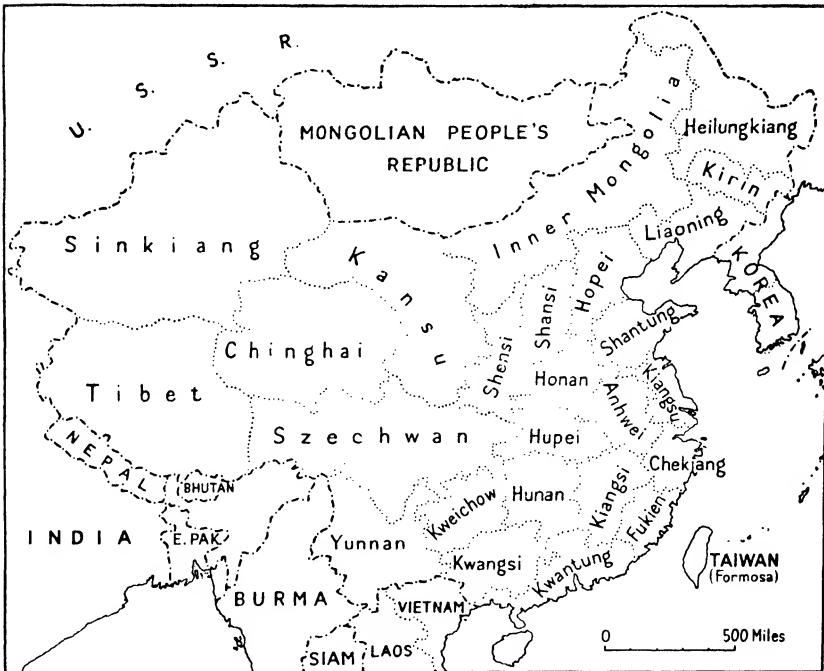 U. S. S. R.
MONGOLIAN PEOPLE'S
REPUBLIC
Heilungkiang
Kirin
Inner Mongolia
Liaoning
Sinkiang
Kansu
Hopei
KOREA
Shansi
Shensi
Shantung
Chinghai
Honan
Kiangsu
Anhwei
Tibet
Szechwan
Hupei
Chekiang
NEPAL
BHUTAN
Kweichow
Hunan
Kiangsi
Fukien
INDIA
E. PAK.
Yunnan
Kwangsi
Kwantung
TAIWAN
(Formosa)
BURMA
VIETNAM
SIAM
LAOS
0 500 Miles